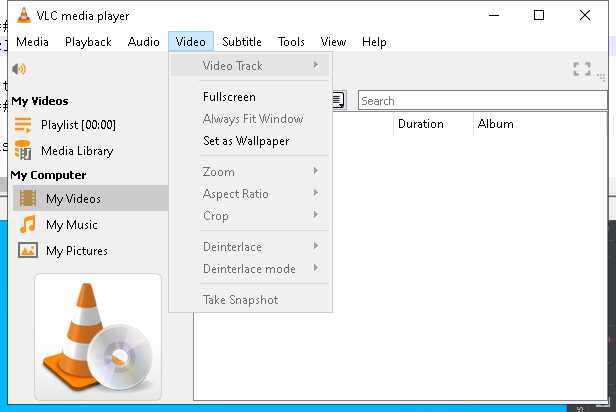 VLC media player
Media Playback Audio Video Subtitle Tools View Help
Video Track
My Videos
Fullscreen
Search
Playlist [00:00]
Always Fit Window
Duration Album
Media Library
Set as Wallpaper
My Computer
Zoom
My Videos
Aspect Ratio
My Music
Crop
My Pictures
Deinterlace
Deinterlace mode
Take Snapshot